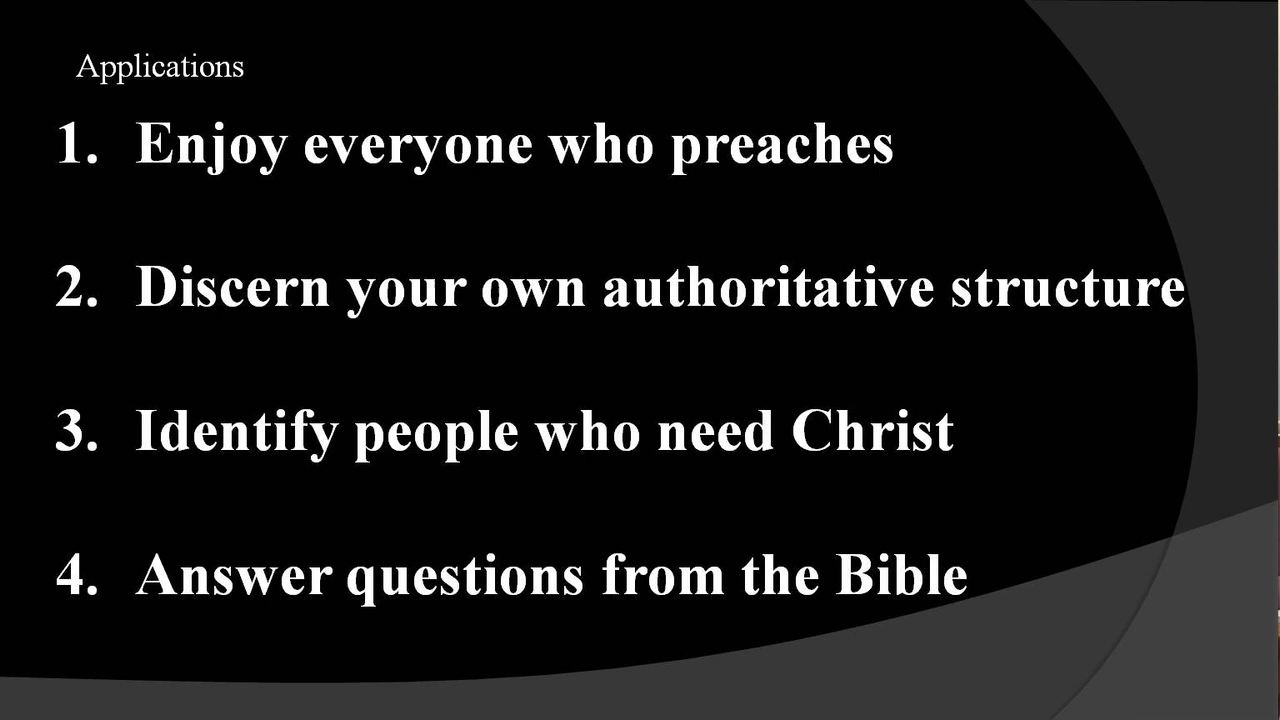 Applications
1. Enjoy everyone who preaches
2. Discern your own authoritative structure
3. Identify people who need Christ
4. Answer questions from the Bible